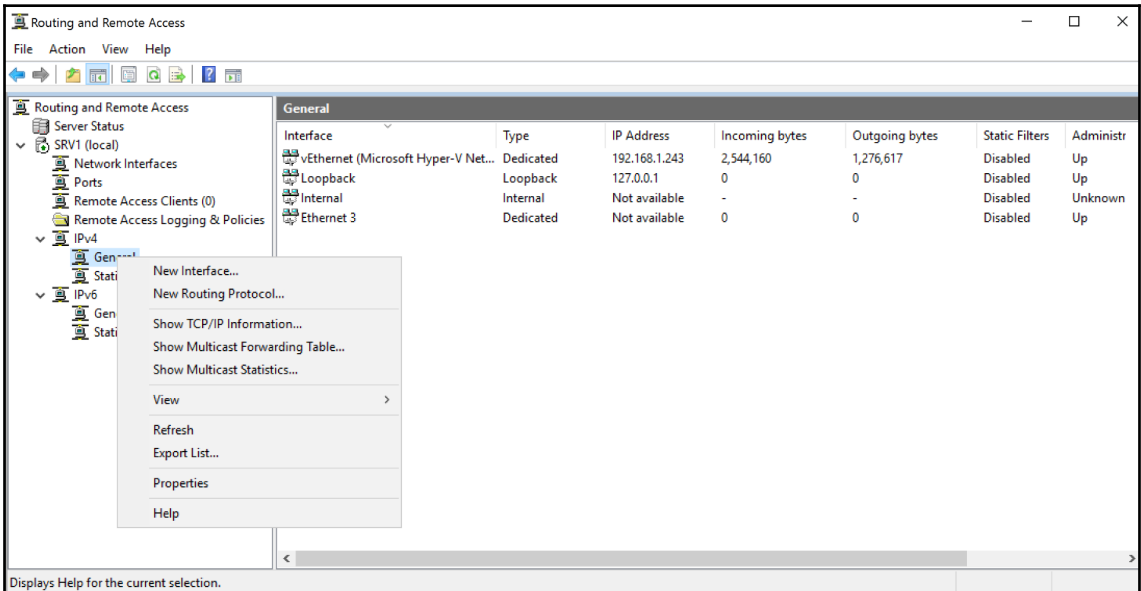 Routing and Remote Access
File Action View Help
Routing and Remote Access
Server Status
SRV1 (local)
Network Interfaces
Ports
Remote Access Clients (0)
Remote Access Logging & Policies
IPv4
General
Stati
IPv6
Gen
Stati
New Interface...
New Routing Protocol...
Show TCP/IP Information...
Show Multicast Forwarding Table...
Show Multicast Statistics...
View
Refresh
Export List...
Properties
Help
General
Interface Type IP Address Incoming bytes Outgoing bytes Static Filters Administr
vEthernet (Microsoft Hyper-V Net... Dedicated 192.168.1.243 2,544,160 1,276,617 Disabled Up
Loopback Loopback 127.0.0.1 0 0 Disabled Up
Internal Internal Not available - - Disabled Unknown
Ethernet 3 Dedicated Not available 0 0 Disabled Up
Displays Help for the current selection.